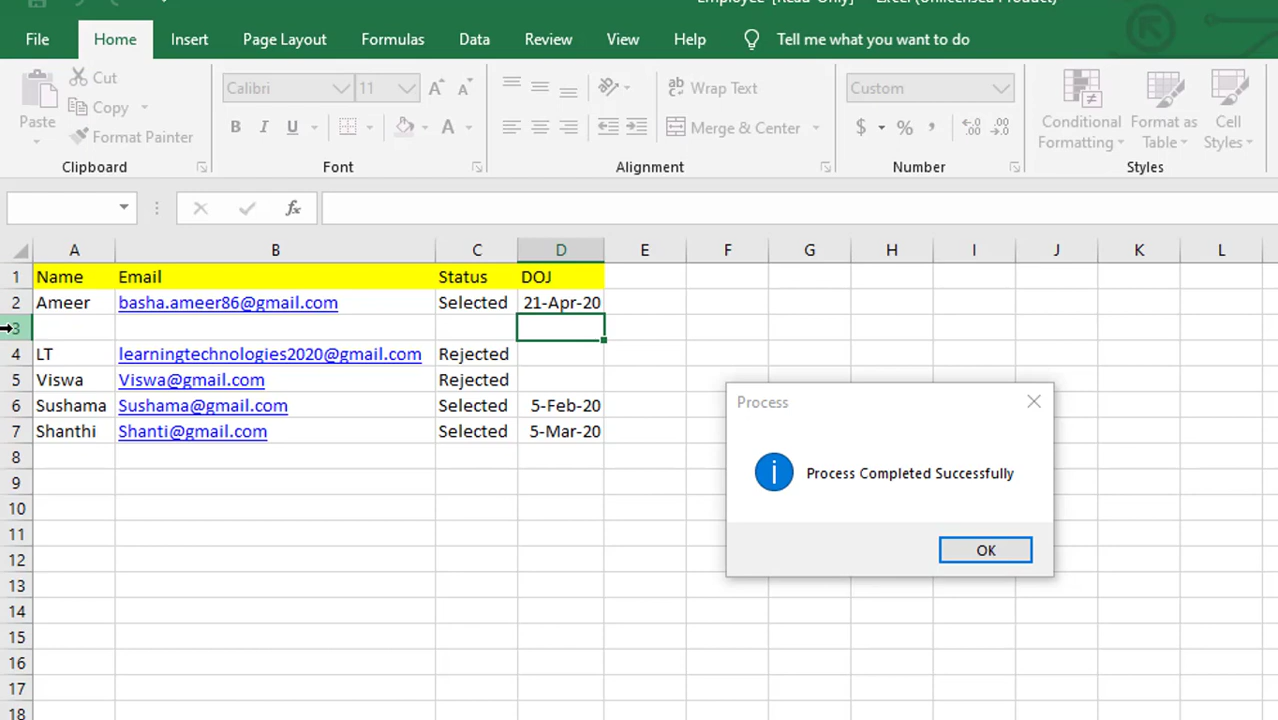 Employee [Read-Only] - Excel (Unlicensed Product)
File Home Insert Page Layout Formulas Data Review View Help Tell me what you want to do
Cut
Copy
Format Painter
Paste
Clipboard
Calibri 11
B I U A
Font
ab Wrap Text
Merge & Center
Alignment
Custom
$ % , .00 .0
Number
Conditional Formatting
Format as Table
Cell Styles
Styles
fx
A B C D E F G H I J K L
1 Name Email Status DOJ
2 Ameer basha.ameer86@gmail.com Selected 21-Apr-20
3
4 LT learningtechnologies2020@gmail.com Rejected
5 Viswa Viswa@gmail.com Rejected
6 Sushama Sushama@gmail.com Selected 5-Feb-20
7 Shanthi Shanti@gmail.com Selected 5-Mar-20
8
9
10
11
12
13
14
15
16
17
18
Process
Process Completed Successfully
OK